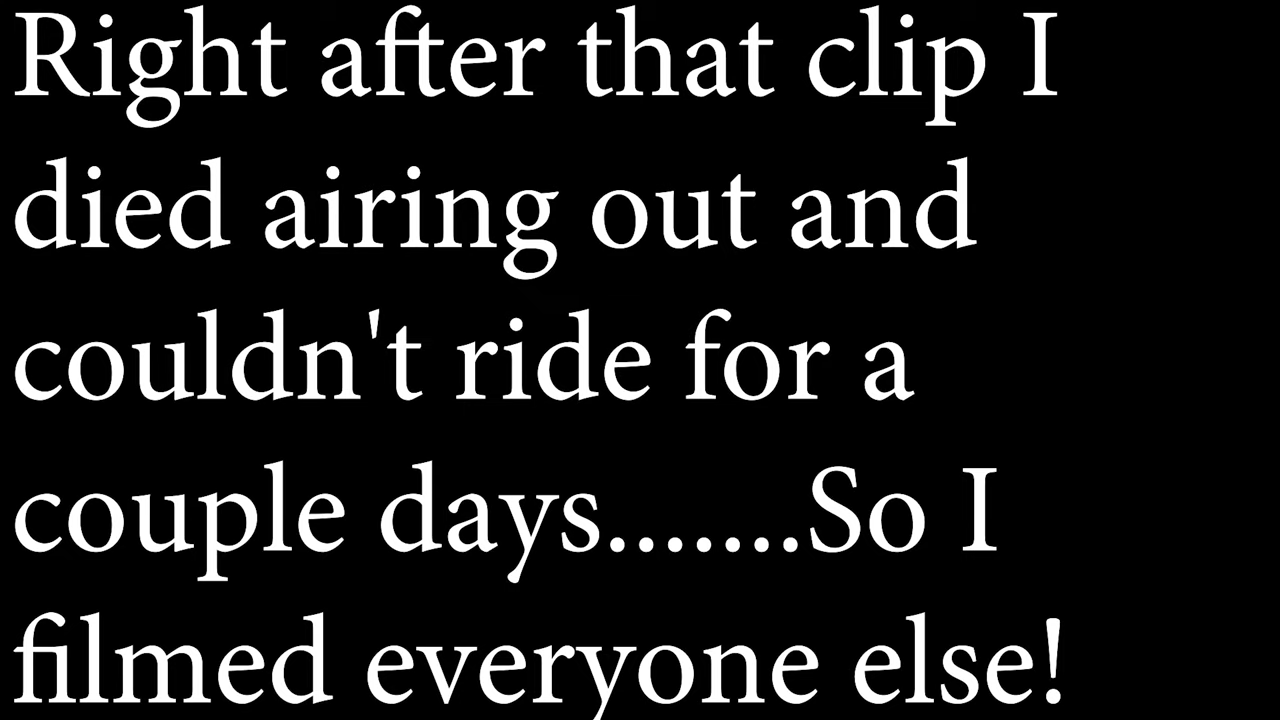 Right after that clip I
died airing out and
couldn't ride for a
couple days.......So I
filmed everyone else!